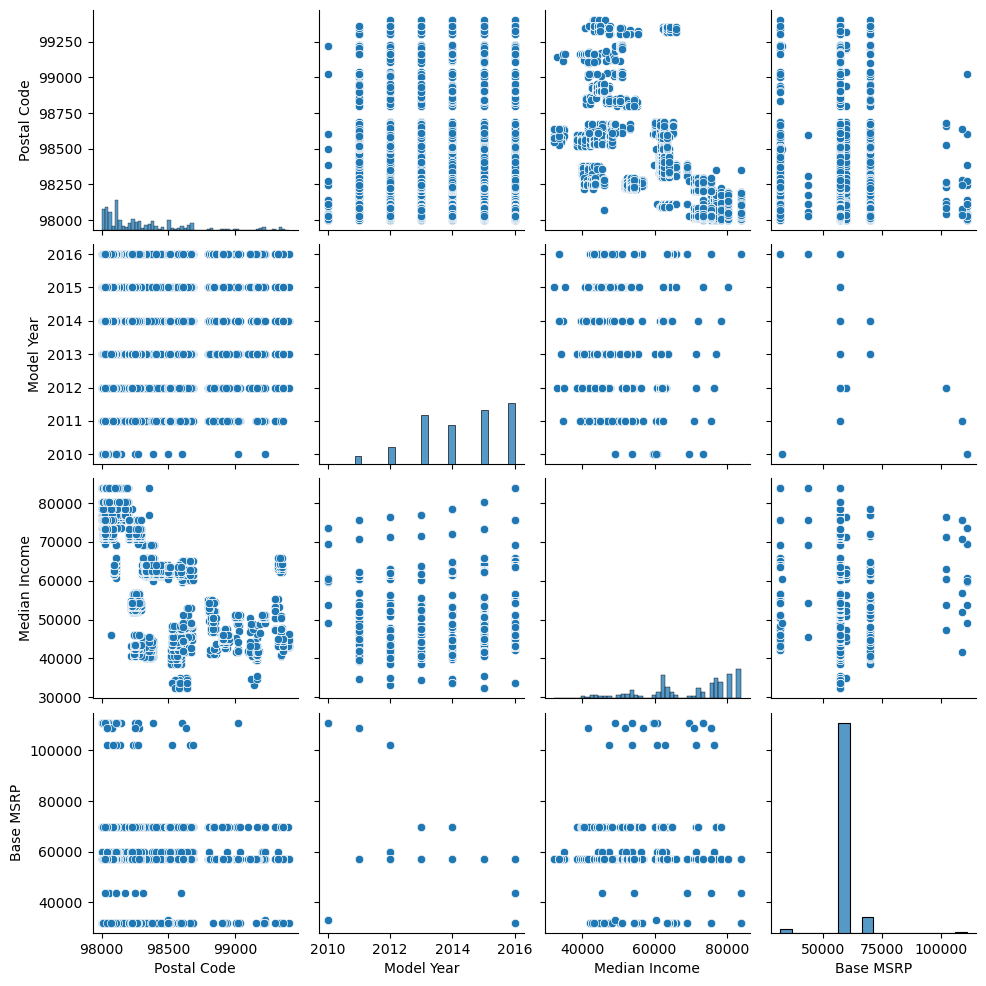 99250
99000
98750
98500
98250
98000
Postal Code
2016
2015
2014
2013
2012
2011
2010
Model Year
80000
70000
60000
50000
40000
30000
Median Income
100000
80000
60000
40000
Base MSRP
98000 98500 99000
2010 2012 2014 2016
40000 60000 80000
50000 70000 100000
Postal Code
Model Year
Median Income
Base MSRP